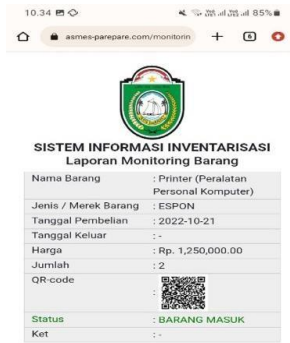 10.34
85%
asmes-parepare.com/monitorin
6
SISTEM INFORMASI INVENTARISASI
Laporan Monitoring Barang
Nama Barang : Printer (Peralatan
Personal Komputer)
Jenis / Merek Barang : ESPON
Tanggal Pembelian : 2022-10-21
Tanggal Keluar : -
Harga : Rp. 1,250,000.00
Jumlah : 2
QR-code :
Status : BARANG MASUK
Ket : -